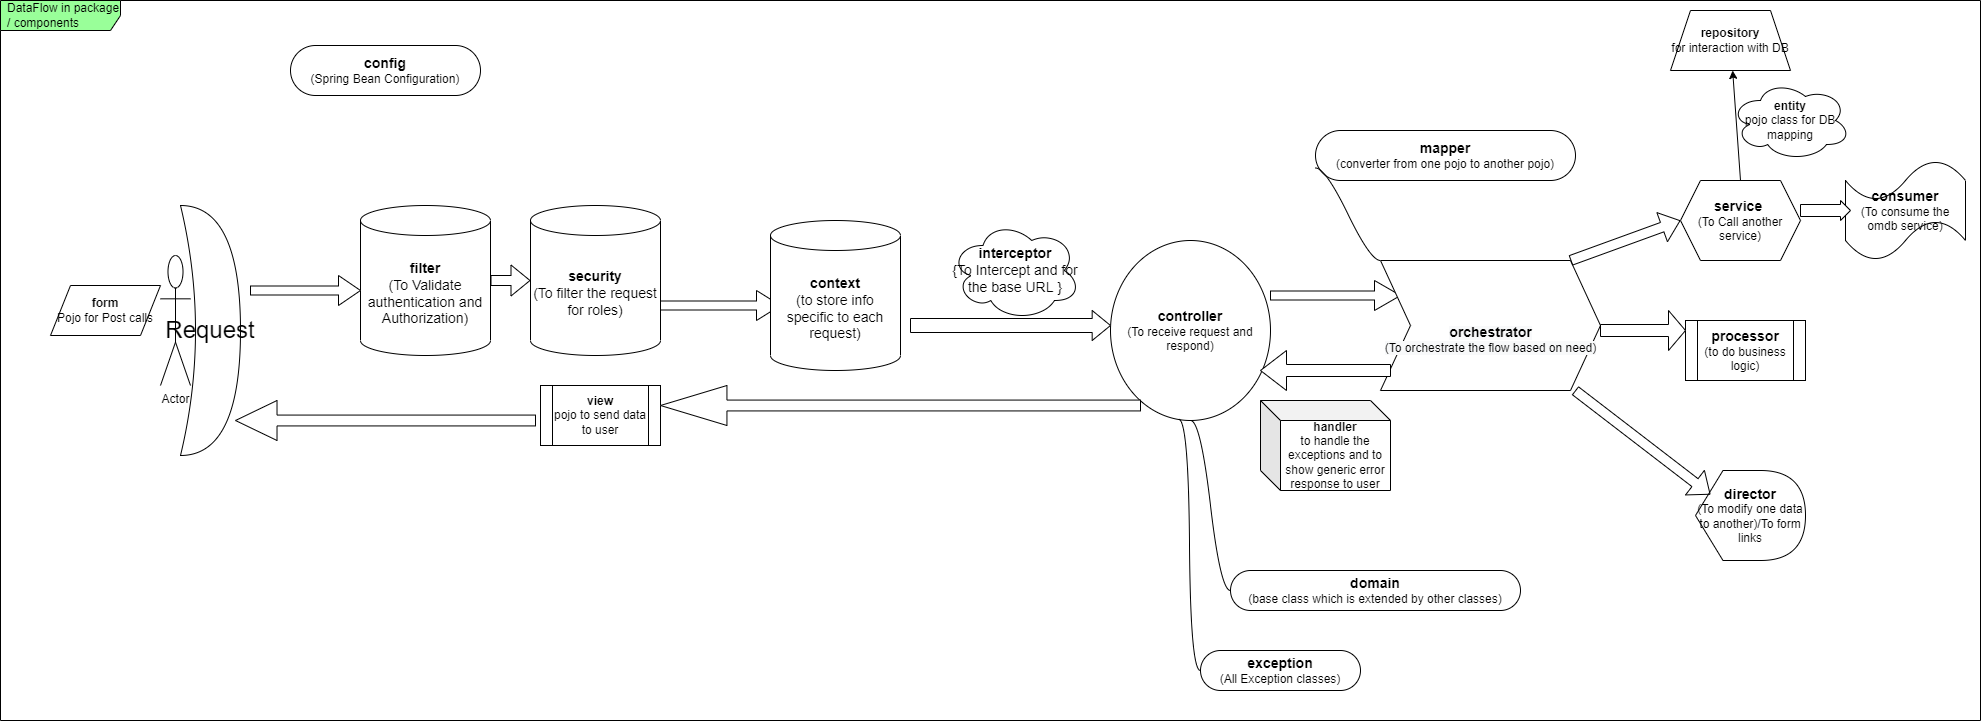 DataFlow in package
/ components
config
(Spring Bean Configuration)
repository
for interaction with DB
entity
pojo class for DB
mapping
mapper
(converter from one pojo to another pojo)
service
(To Call another
service)
consumer
(To consume the
omdb service)
form
Pojo for Post calls
Request
Actor
filter
(To Validate
authentication and
Authorization)
security
(To filter the request
for roles)
context
(to store info
specific to each
request)
interceptor
{To Intercept and for
the base URL }
controller
(To receive request and
respond)
orchestrator
(To orchestrate the flow based on need)
processor
(to do business
logic)
view
pojo to send data
to user
handler
to handle the
exceptions and to
show generic error
response to user
director
(To modify one data
to another)/To form
links
domain
(base class which is extended by other classes)
exception
(All Exception classes)